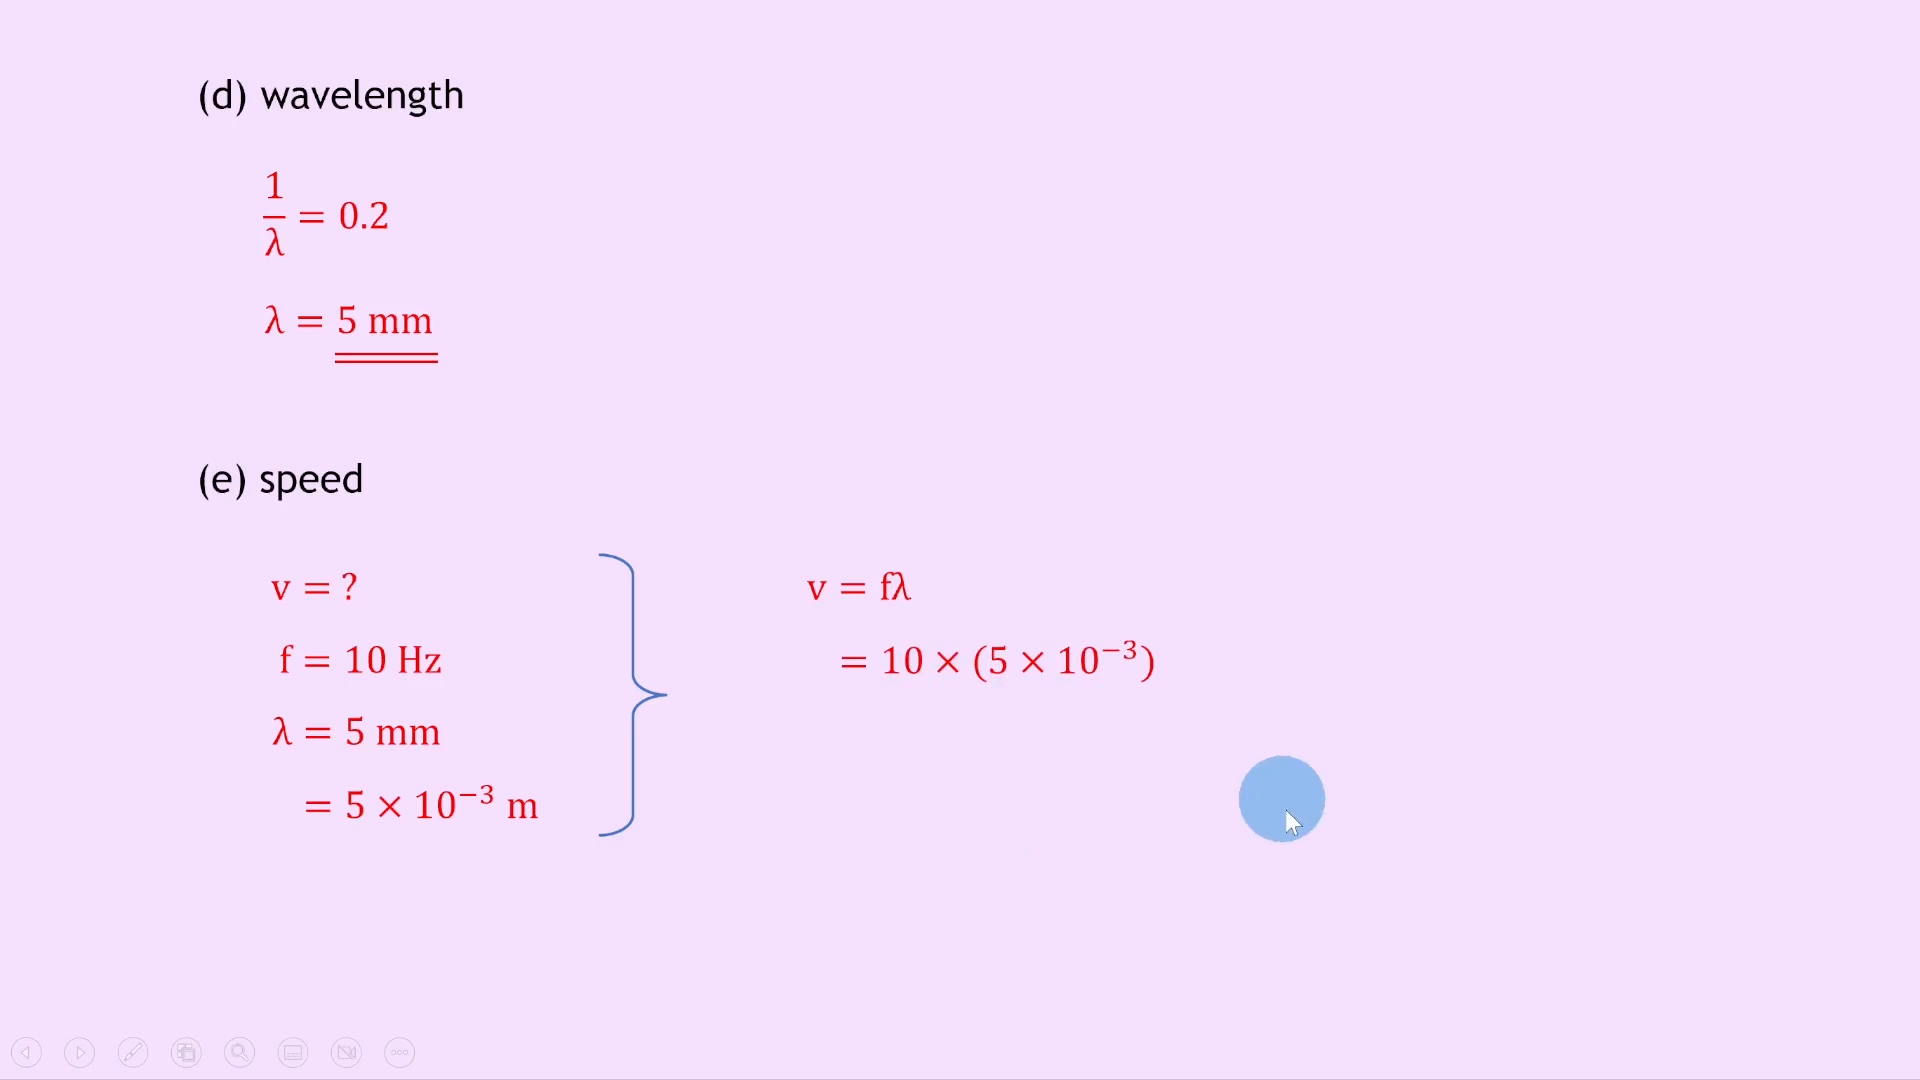 (d) wavelength
1/λ = 0.2
λ = 5 mm
(e) speed
v = ?
f = 10 Hz
λ = 5 mm
= 5 × 10⁻³ m
v = fλ
= 10 × (5 × 10⁻³)